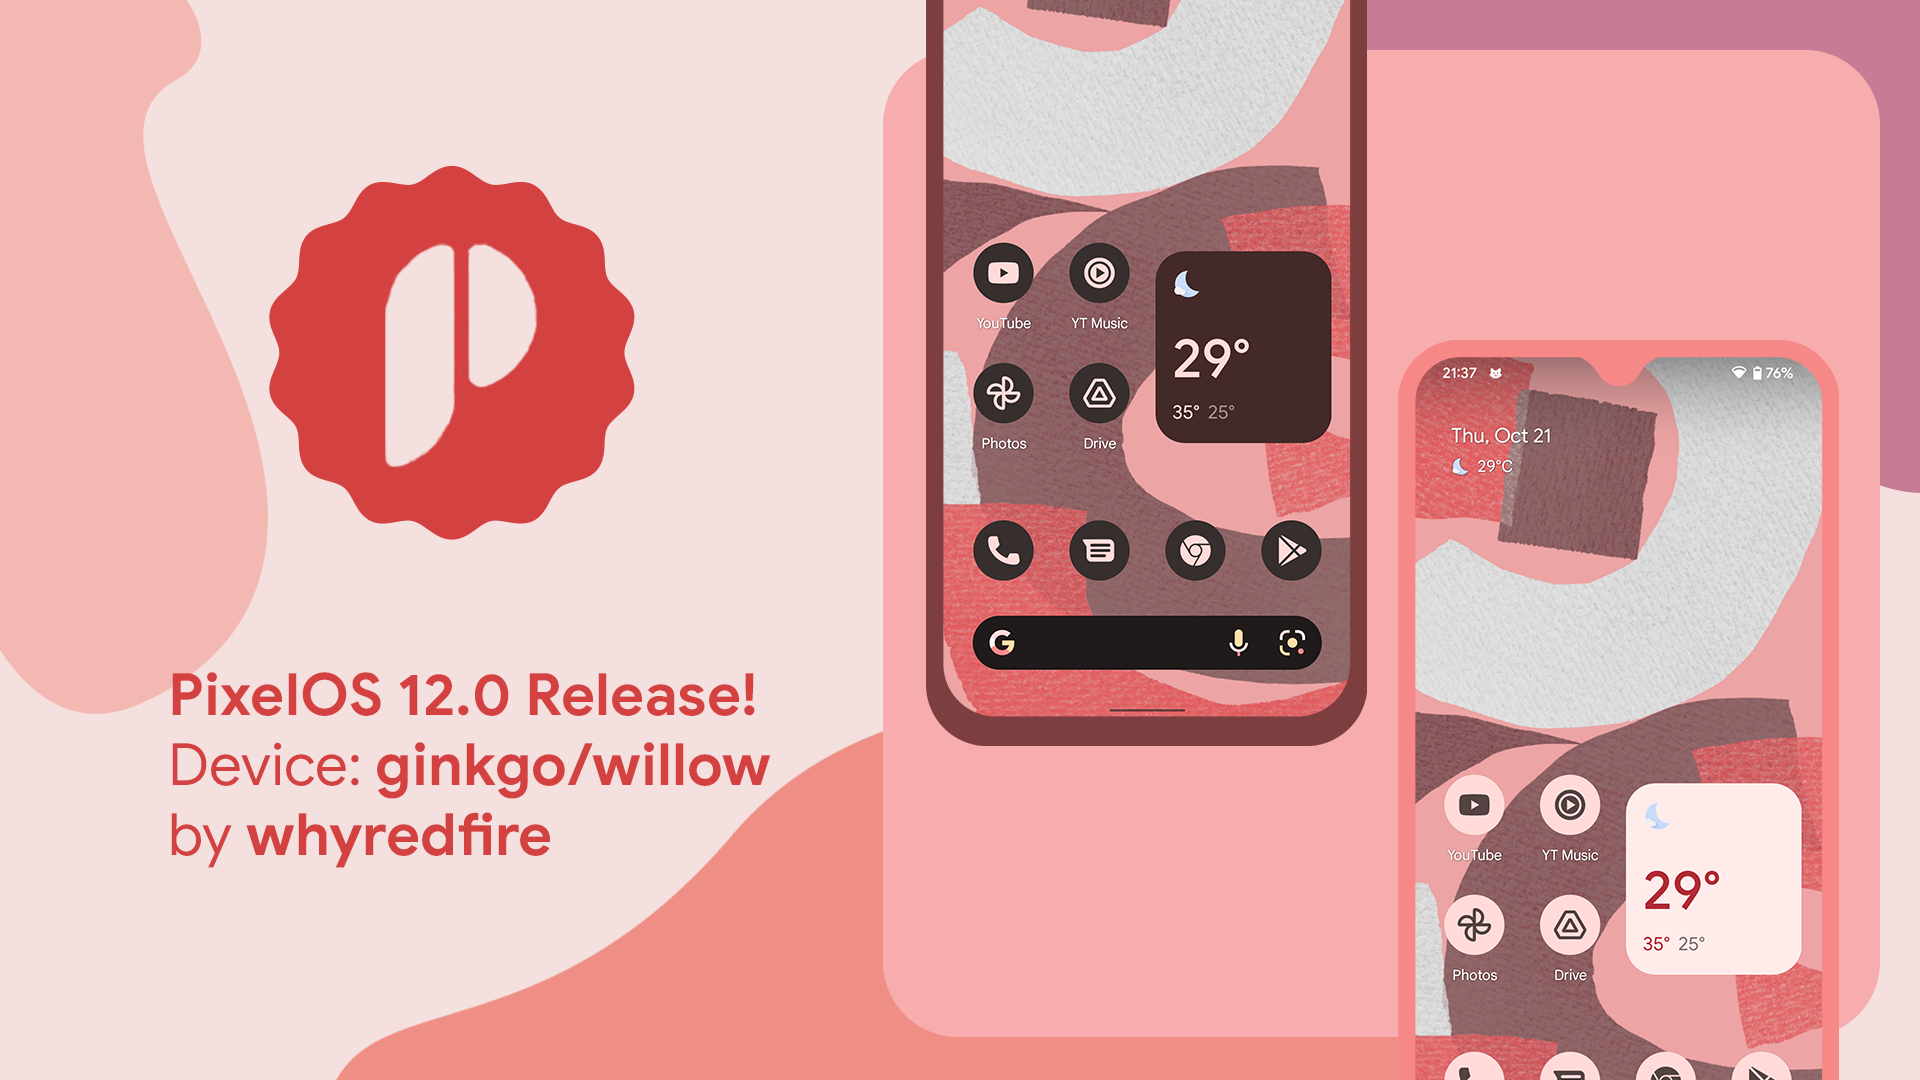 PixelOS 12.0 Release!
Device: ginkgo/willow
by whyredfire
YouTube
YT Music
29°
35° 25°
Photos
Drive
21:37
76%
Thu, Oct 21
29°C
YouTube
YT Music
29°
35° 25°
Photos
Drive